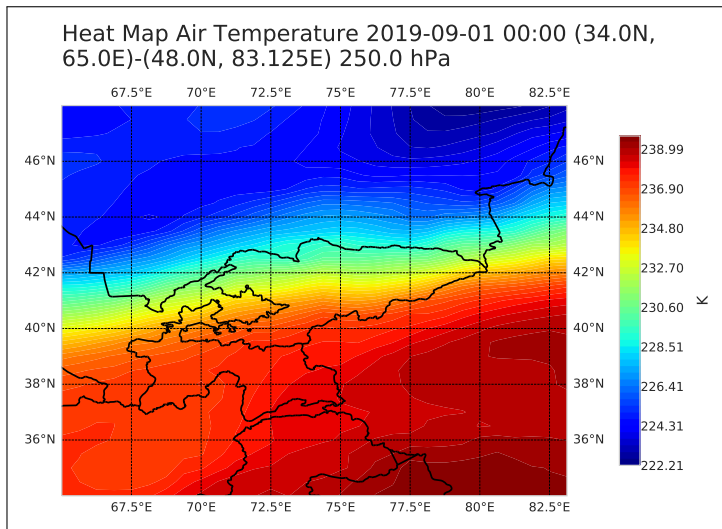 Heat Map Air Temperature 2019-09-01 00:00 (34.0N,
65.0E)-(48.0N, 83.125E) 250.0 hPa
67.5°E 70°E 72.5°E 75°E 77.5°E 80°E 82.5°E
46°N 46°N
44°N 44°N
42°N 42°N
40°N 40°N
38°N 38°N
36°N 36°N
67.5°E 70°E 72.5°E 75°E 77.5°E 80°E 82.5°E
238.99
236.90
234.80
232.70
230.60
228.51
226.41
224.31
222.21
K